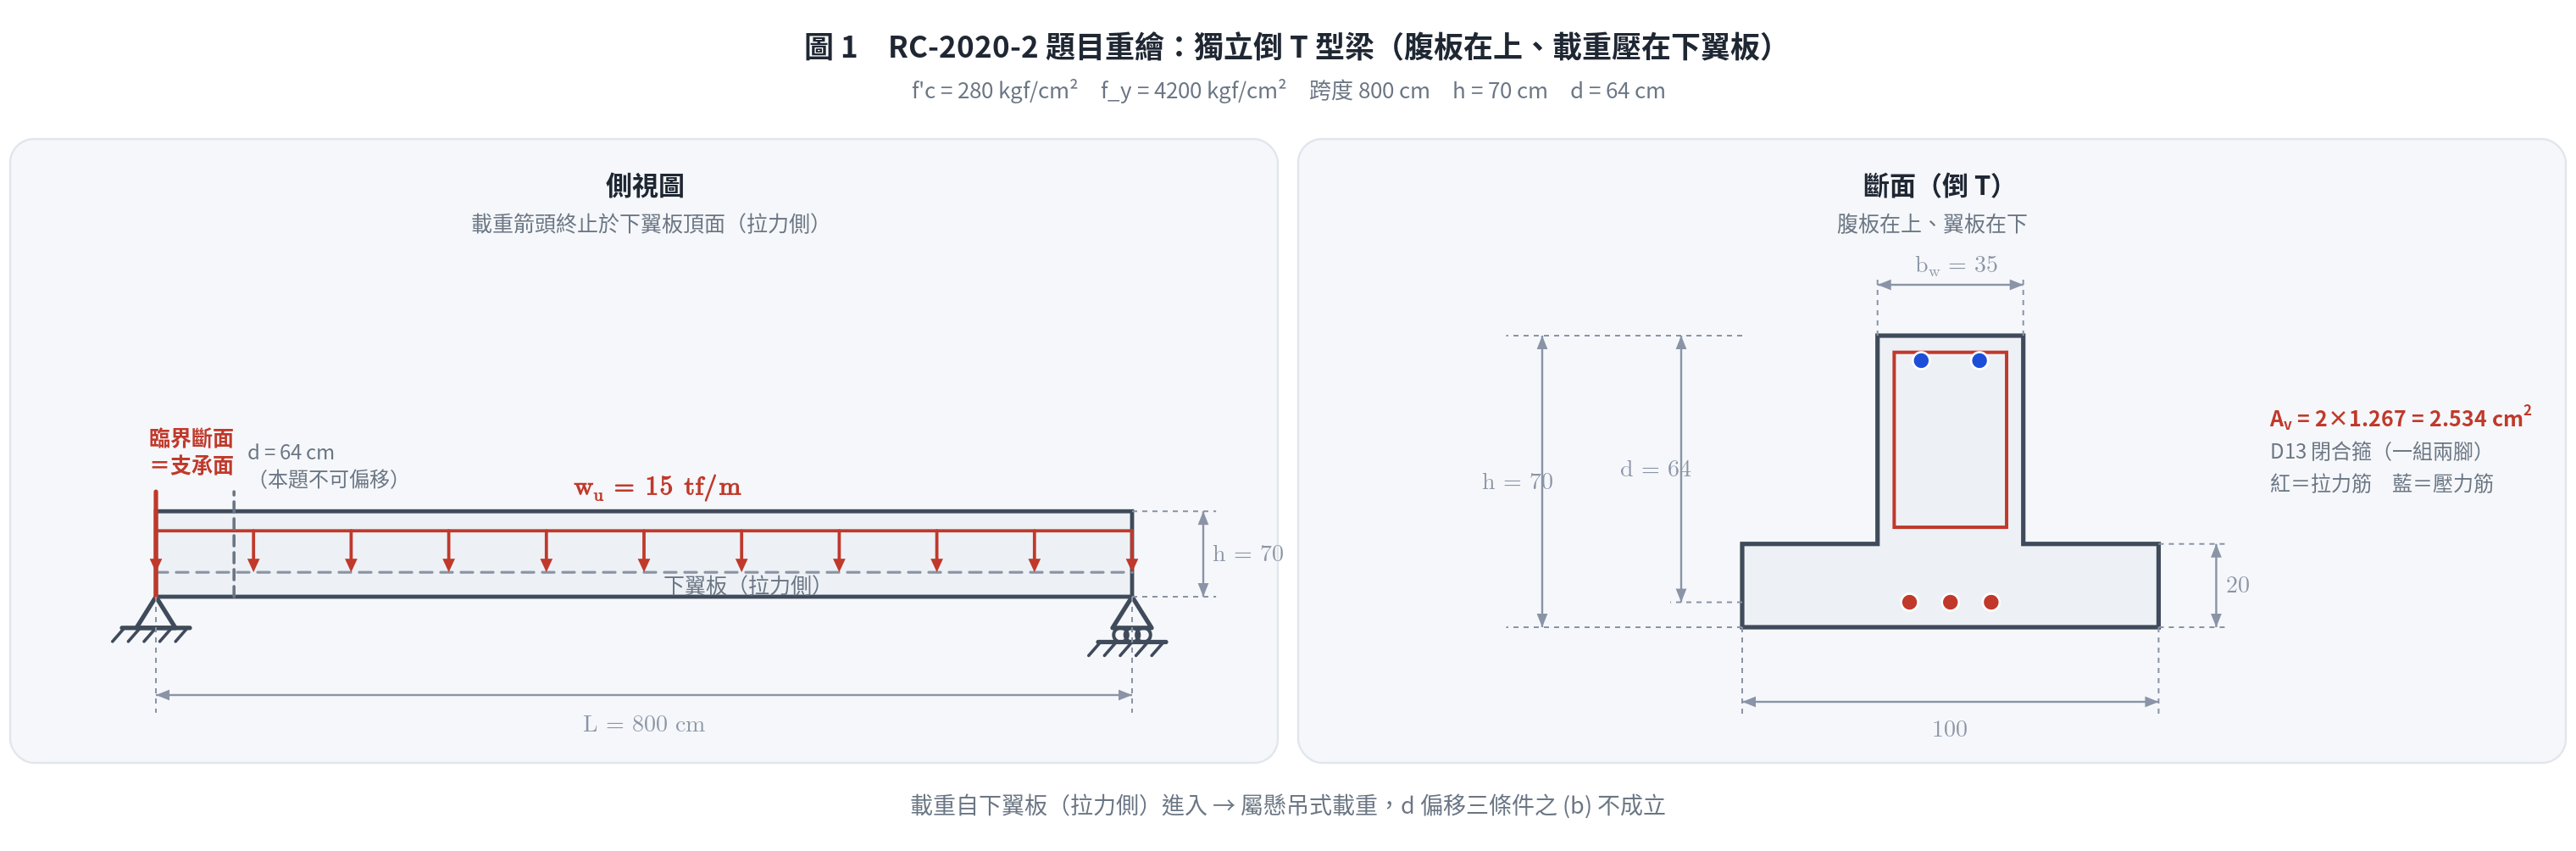 圖 1　RC-2020-2 題目重繪：獨立倒 T 型梁（腹板在上、載重壓在下翼板）
f'c = 280 kgf/cm²　f_y = 4200 kgf/cm²　跨度 800 cm　h = 70 cm　d = 64 cm
側視圖
載重箭頭終止於下翼板頂面（拉力側）
臨界斷面
＝支承面
d = 64 cm
（本題不可偏移）
wᵤ = 15 tf/m
下翼板（拉力側）
h = 70
L = 800 cm
斷面（倒 T）
腹板在上、翼板在下
b_w = 35
h = 70
d = 64
Aᵥ = 2×1.267 = 2.534 cm²
D13 閉合箍（一組兩腳）
紅＝拉力筋　藍＝壓力筋
20
100
載重自下翼板（拉力側）進入 → 屬懸吊式載重，d 偏移三條件之 (b) 不成立